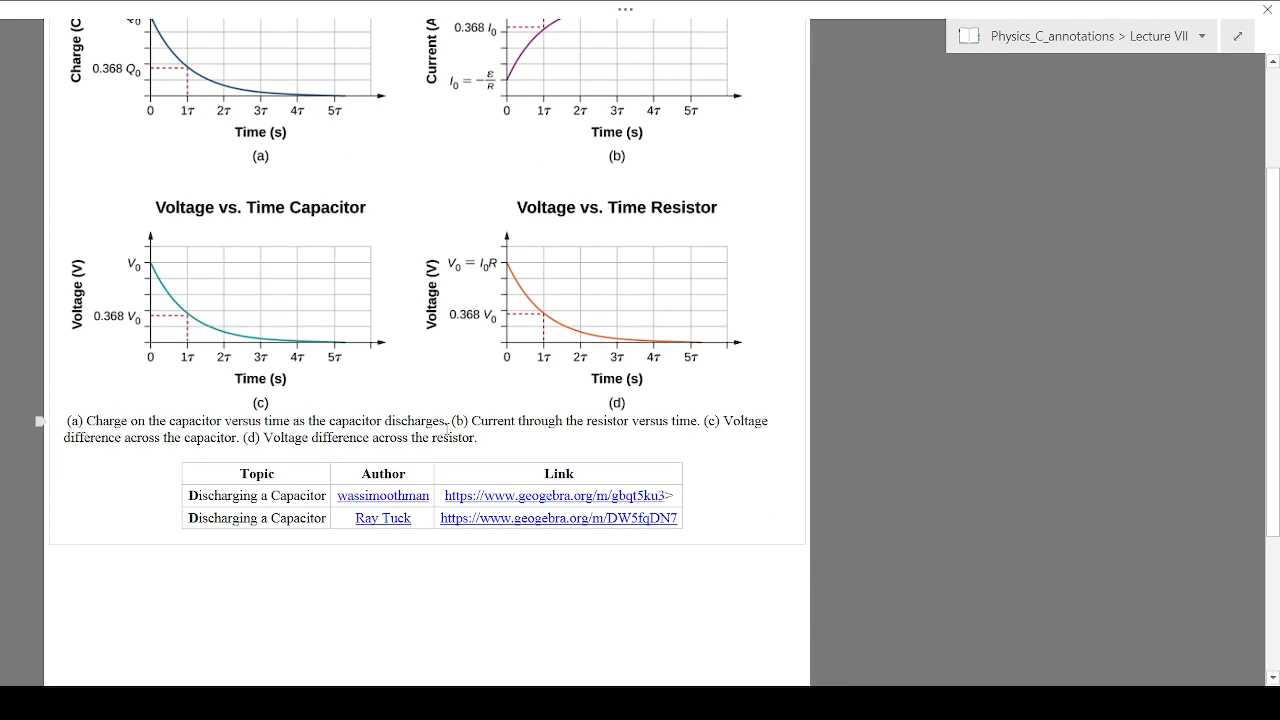 Physics_C_annotations > Lecture VII
Charge (C
Q0
0.368 Q0
0 1τ 2τ 3τ 4τ 5τ
Time (s)
(a)
Current (A
0.368 I0
I0 = −ε/R
0 1τ 2τ 3τ 4τ 5τ
Time (s)
(b)
Voltage vs. Time Capacitor
Voltage (V)
V0
0.368 V0
0 1τ 2τ 3τ 4τ 5τ
Time (s)
(c)
Voltage vs. Time Resistor
Voltage (V)
V0 = I0R
0.368 V0
0 1τ 2τ 3τ 4τ 5τ
Time (s)
(d)
(a) Charge on the capacitor versus time as the capacitor discharges. (b) Current through the resistor versus time. (c) Voltage
difference across the capacitor. (d) Voltage difference across the resistor.
Topic Author Link
Discharging a Capacitor wassimoothman https://www.geogebra.org/m/gbqt5ku3>
Discharging a Capacitor Ray Tuck https://www.geogebra.org/m/DW5fqDN7